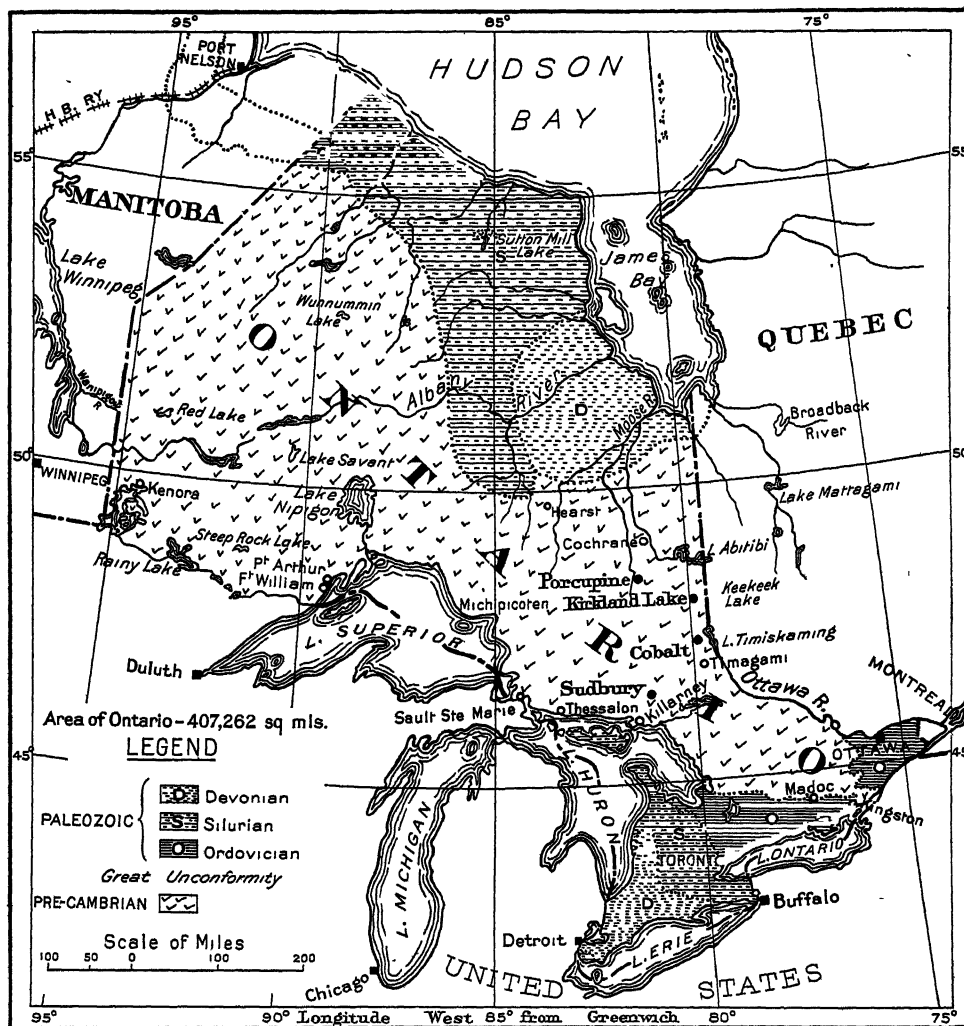 95°
85°
75°
PORT
NELSON
HUDSON
BAY
H.B. RY
55°
55
MANITOBA
Lake
Winnipeg
Sutton Mill
Lake
S
James
Bay
Wunnummin
Lake
QUEBEC
ONTARIO
Albany
River
D
Moose R.
Winnipeg
R
Red Lake
Broadback
River
50°
50
WINNIPEG
Lake Savant
Kenora
Lake
Nipigon
Hearst
Lake Mattagami
Steep Rock Lake
Cochrane
L. Abitibi
Rainy Lake
Pt Arthur
Ft William
Porcupine
Keekeek
Lake
Michipicoten
Kirkland Lake
L. SUPERIOR
Cobalt
L. Timiskaming
Timagami
Duluth
MONTREAL
Sudbury
Ottawa R.
Area of Ontario - 407,262 sq mls.
Sault Ste Marie
Thessalon
Killarney
LEGEND
45°
45°
OTTAWA
L. HURON
Madoc
Kingston
PALEOZOIC
D Devonian
S Silurian
O Ordovician
Great Unconformity
PRE-CAMBRIAN
S
TORONTO
L. ONTARIO
L. MICHIGAN
D
Buffalo
Scale of Miles
100 50 0 100 200
Detroit
L. ERIE
Chicago
UNITED STATES
95°
90°
85°
80°
75°
Longitude West from Greenwich